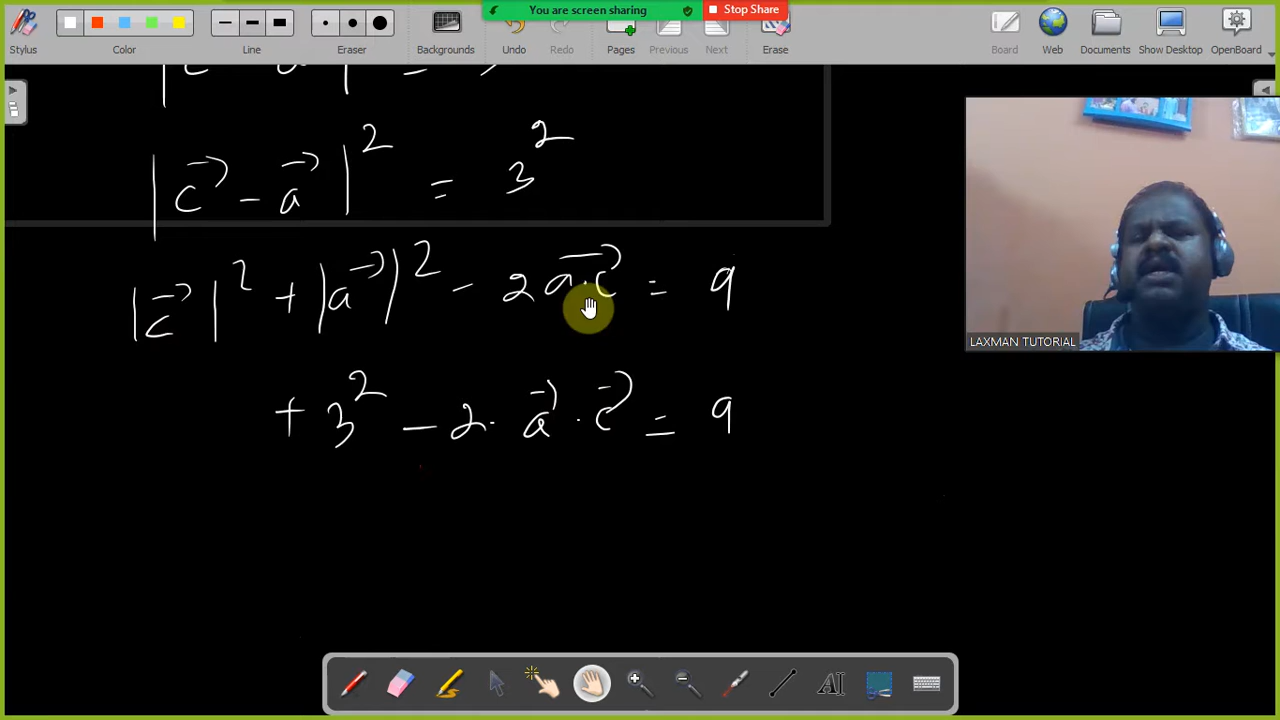 You are screen sharing Stop Share
Stylus Color Line Eraser Backgrounds Undo Redo Pages Previous Next Erase Board Web Documents Show Desktop OpenBoard
|c⃗ - a⃗|² = 3²
|c⃗|² + |a⃗|² - 2 a⃗·c⃗ = 9
+ 3² - 2· a⃗ · c⃗ = 9
LAXMAN TUTORIAL